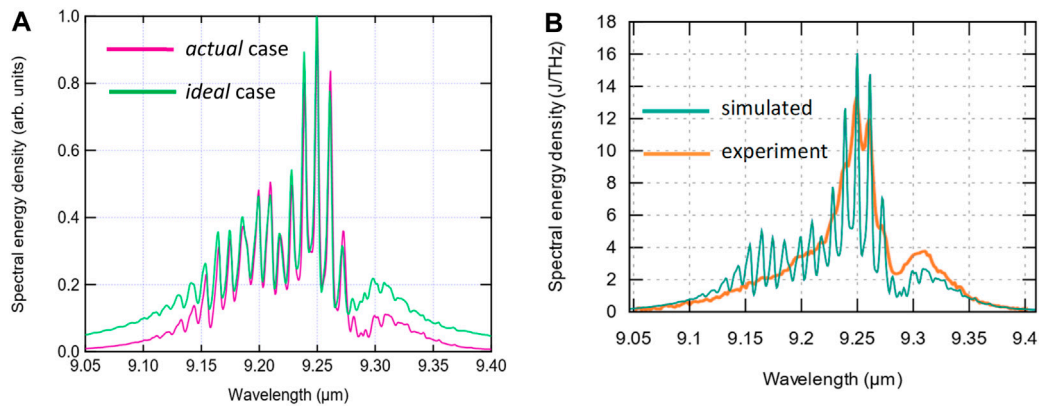 A
Spectral energy density (arb. units)
1.0
0.8
0.6
0.4
0.2
0.0
actual case
ideal case
9.05 9.10 9.15 9.20 9.25 9.30 9.35 9.40
Wavelength (µm)
B
Spectral energy density (J/THz)
18
16
14
12
10
8
6
4
2
0
simulated
experiment
9.05 9.1 9.15 9.2 9.25 9.3 9.35 9.4
Wavelength (µm)